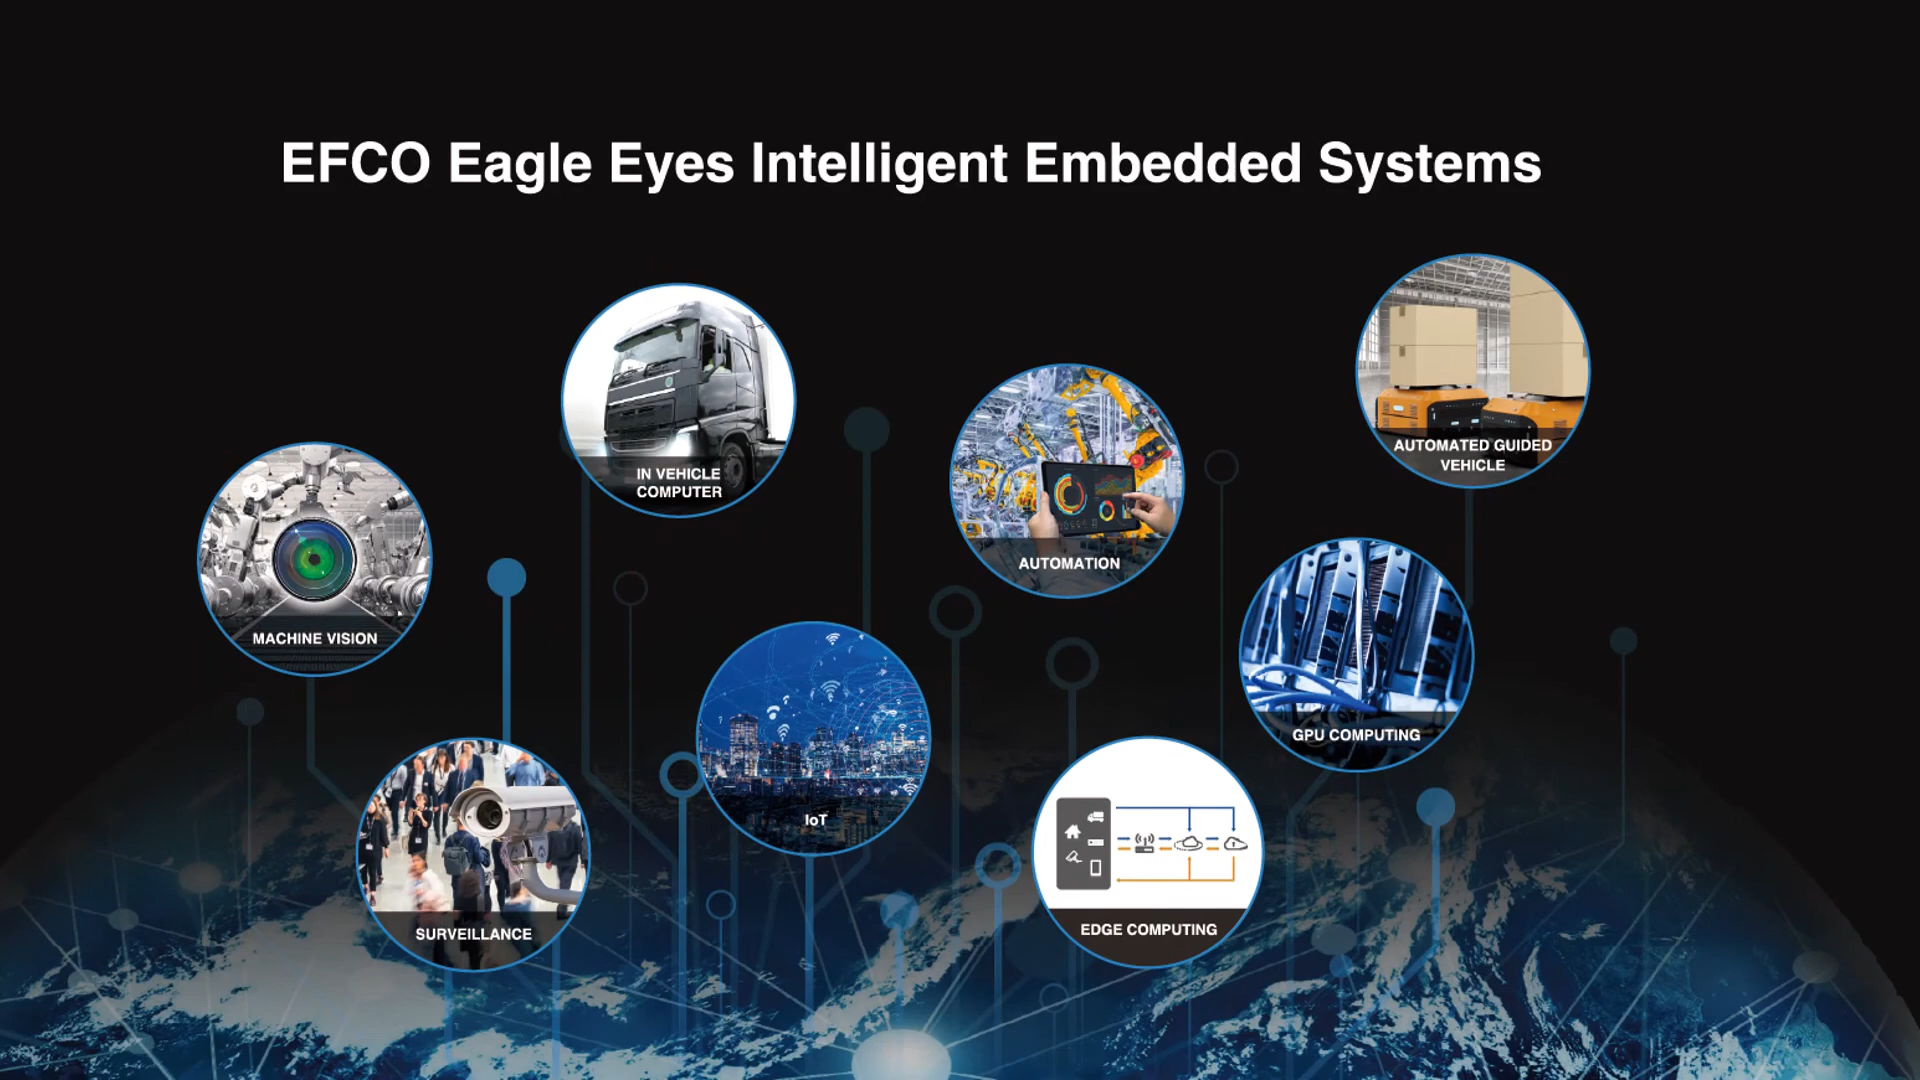 EFCO Eagle Eyes Intelligent Embedded Systems
IN VEHICLE
COMPUTER
AUTOMATED GUIDED
VEHICLE
AUTOMATION
MACHINE VISION
GPU COMPUTING
IoT
SURVEILLANCE
EDGE COMPUTING